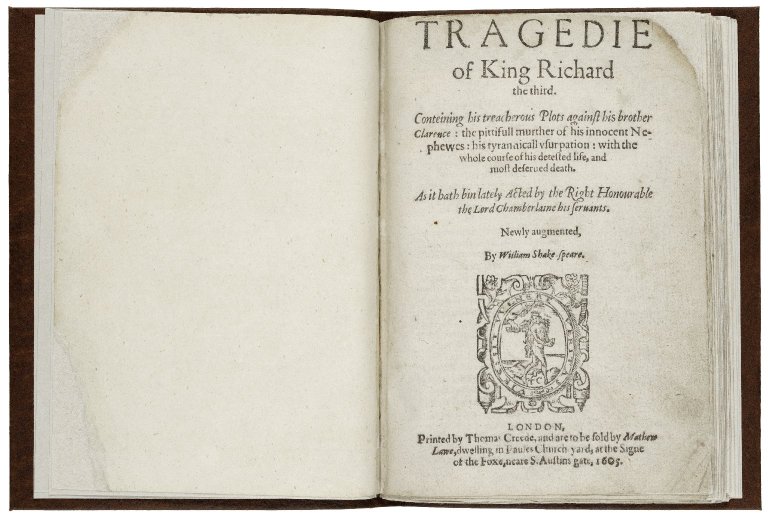 TRAGEDIE
of King Richard
the third.
Conteining his treacherous Plots againſt his brother
Clarence : the pittifull murther of his innocent Ne-
phewes : his tyrannicall vſurpation : with the
whole courſe of his deteſted life, and
moſt deſerued death.
As it hath bin lately Acted by the Right Honourable
the Lord Chamberlaine his ſeruants.
Newly augmented,
By William Shake-ſpeare.
T C
LONDON,
Printed by Thomas Creede, and are to be ſold by Mathew
Lawe, dwelling in Paules Church-yard, at the Signe
of the Foxe, neare S. Auſtins gate, 1605.